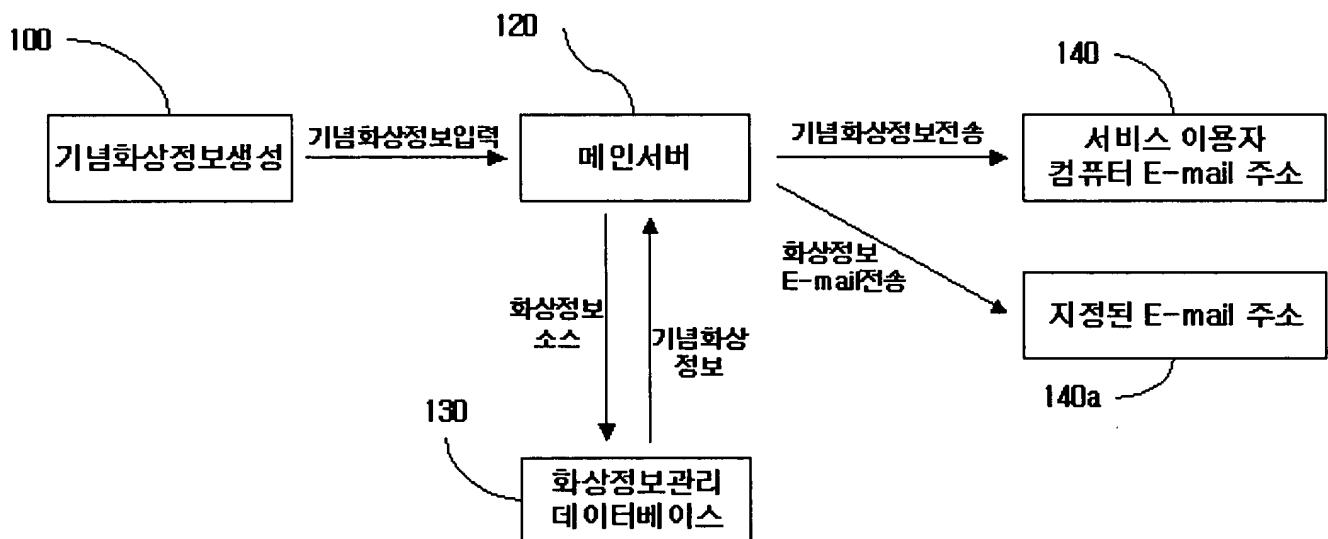 100
120
140
기념화상정보생성
기념화상정보입력
메인서버
기념화상정보전송
서비스 이용자
컴퓨터 E-mail 주소
화상정보
E-mail전송
지정된 E-mail 주소
140a
화상정보
소스
기념화상
정보
130
화상정보관리
데이터베이스